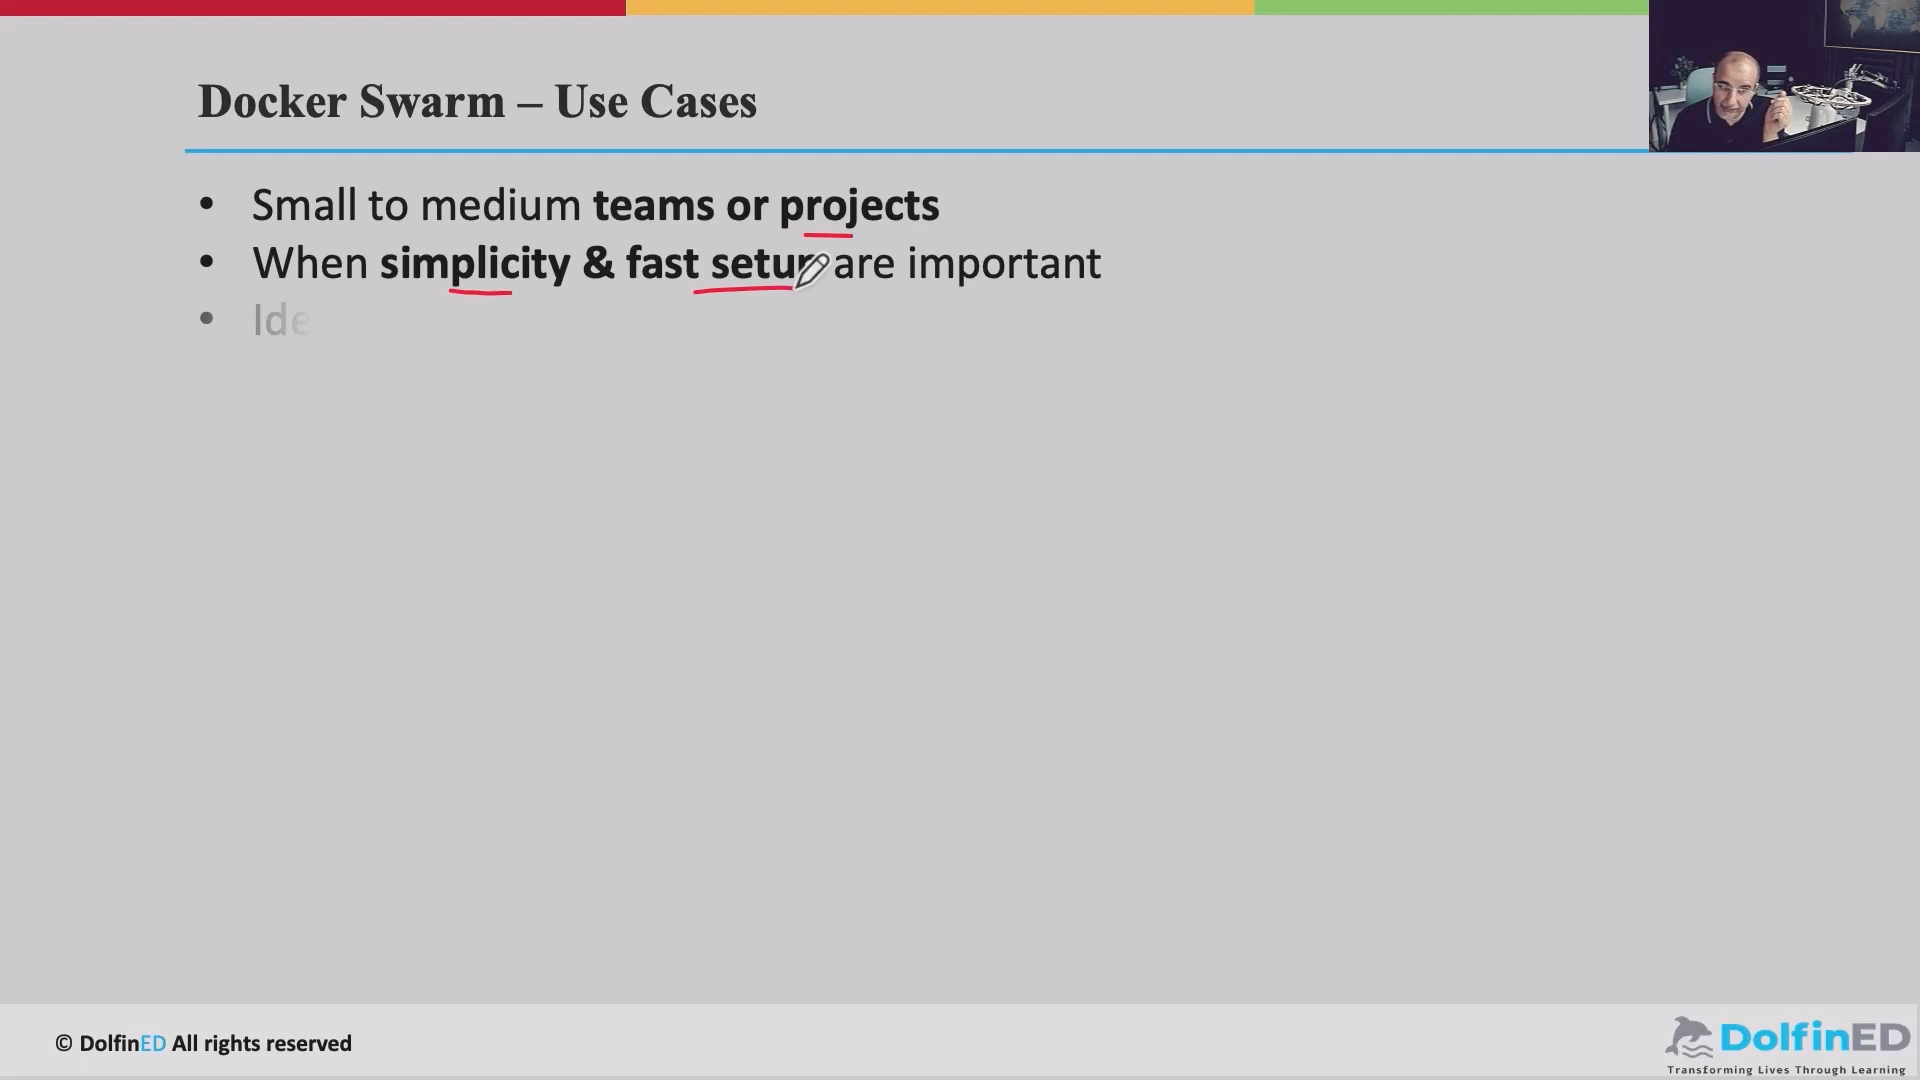 Docker Swarm – Use Cases
• Small to medium teams or projects
• When simplicity & fast setup are important
• Ide
© DolfinED All rights reserved
DolfinED
Transforming Lives Through Learning